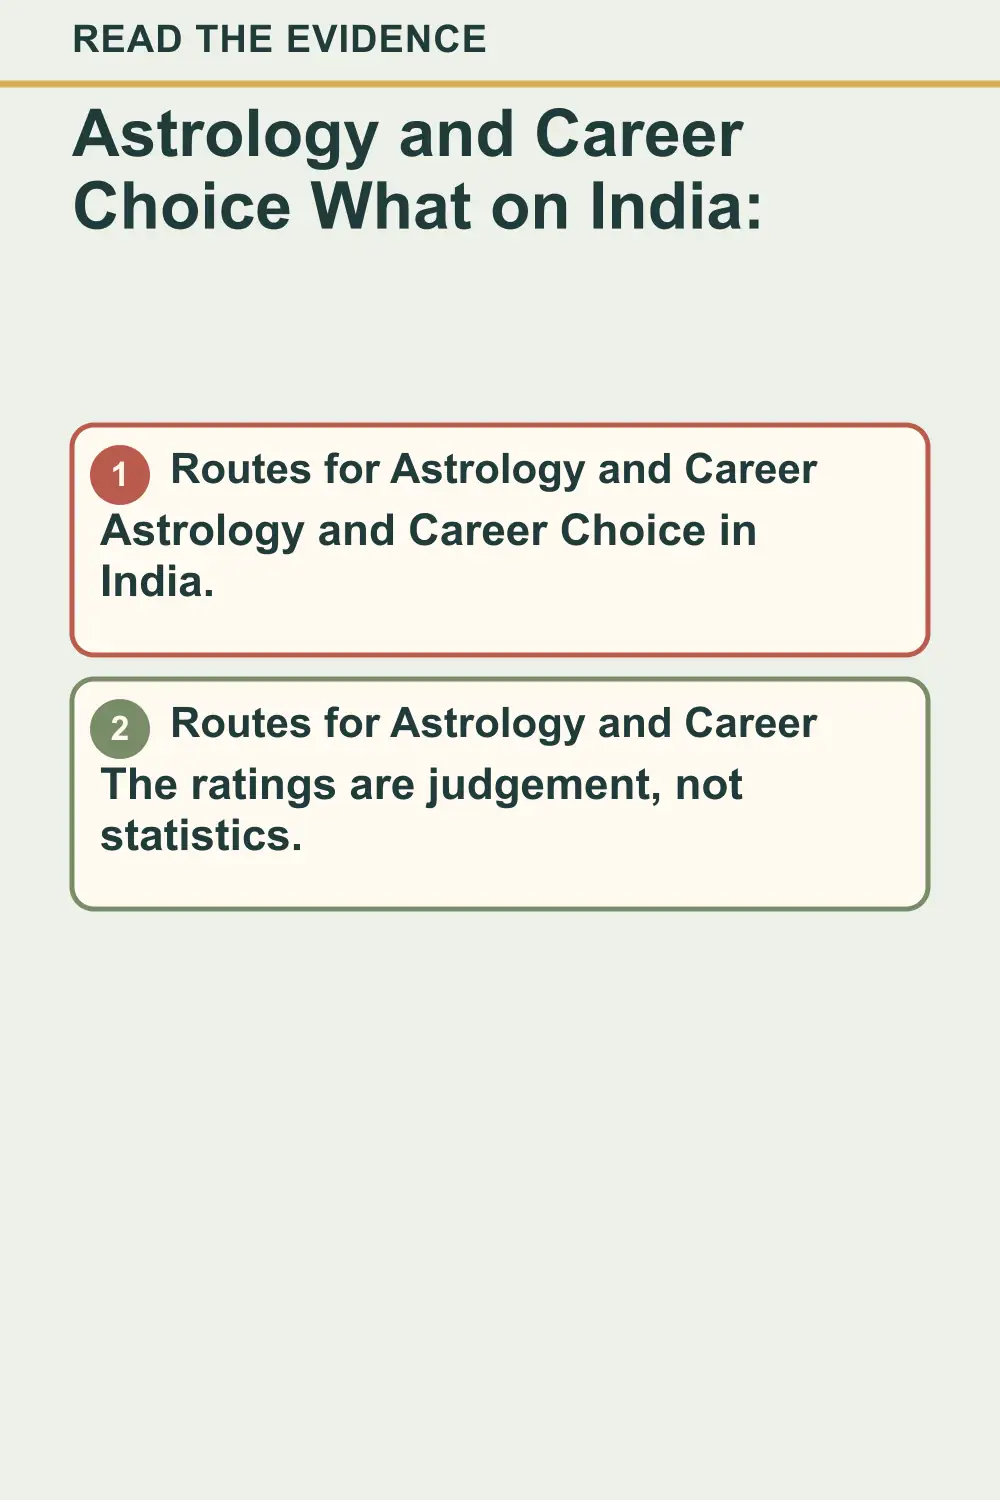 READ THE EVIDENCE
Astrology and Career
Choice What on India:
1
Routes for Astrology and Career
Astrology and Career Choice in
India.
2
Routes for Astrology and Career
The ratings are judgement, not
statistics.